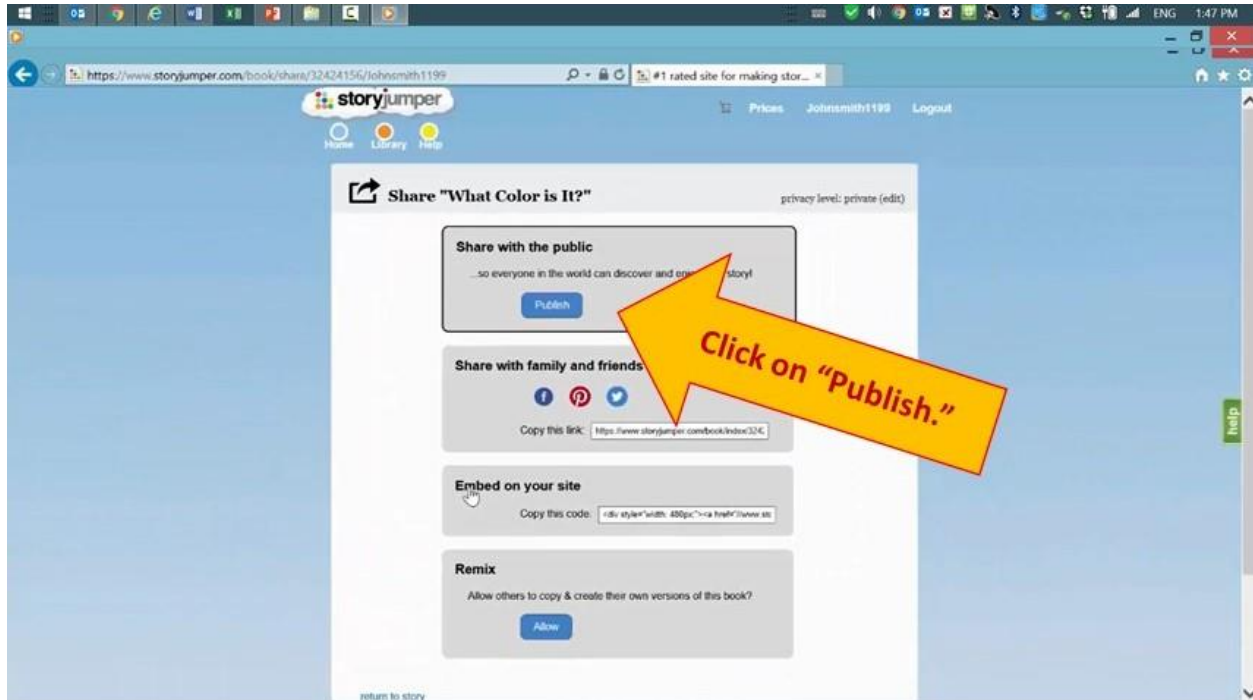 ENG 1:47 PM
https://www.storyjumper.com/book/share/32424156/Johnsmith1199
#1 rated site for making stor...
storyjumper
Prices Johnsmith1199 Logout
Home Library Help
Share "What Color is It?"
privacy level: private (edit)
Share with the public
...so everyone in the world can discover and story!
Publish
Click on "Publish."
Share with family and friends
Copy this link: https://www.storyjumper.com/book/index/324
help
Embed on your site
Copy this code: <div style="width: 480px;"><a href="//www.
Remix
Allow others to copy & create their own versions of this book?
Allow
return to story